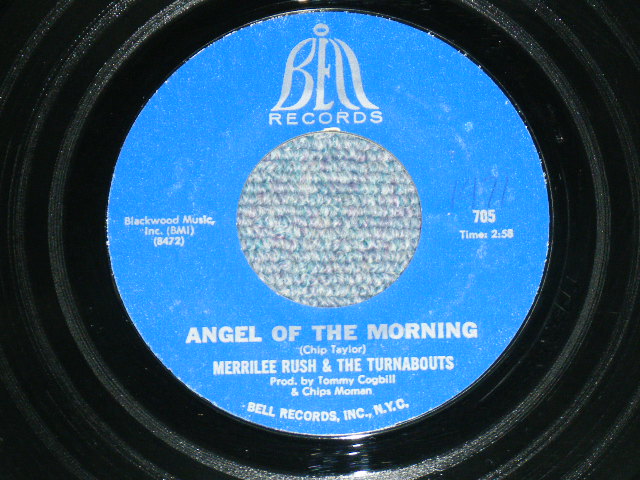 BELL
RECORDS
Blackwood Music,
Inc. (BMI)
(8472)
705
Time: 2:58
ANGEL OF THE MORNING
(Chip Taylor)
MERRILEE RUSH & THE TURNABOUTS
Prod. by Tommy Cogbill
& Chips Moman
BELL RECORDS, INC., N.Y.C.